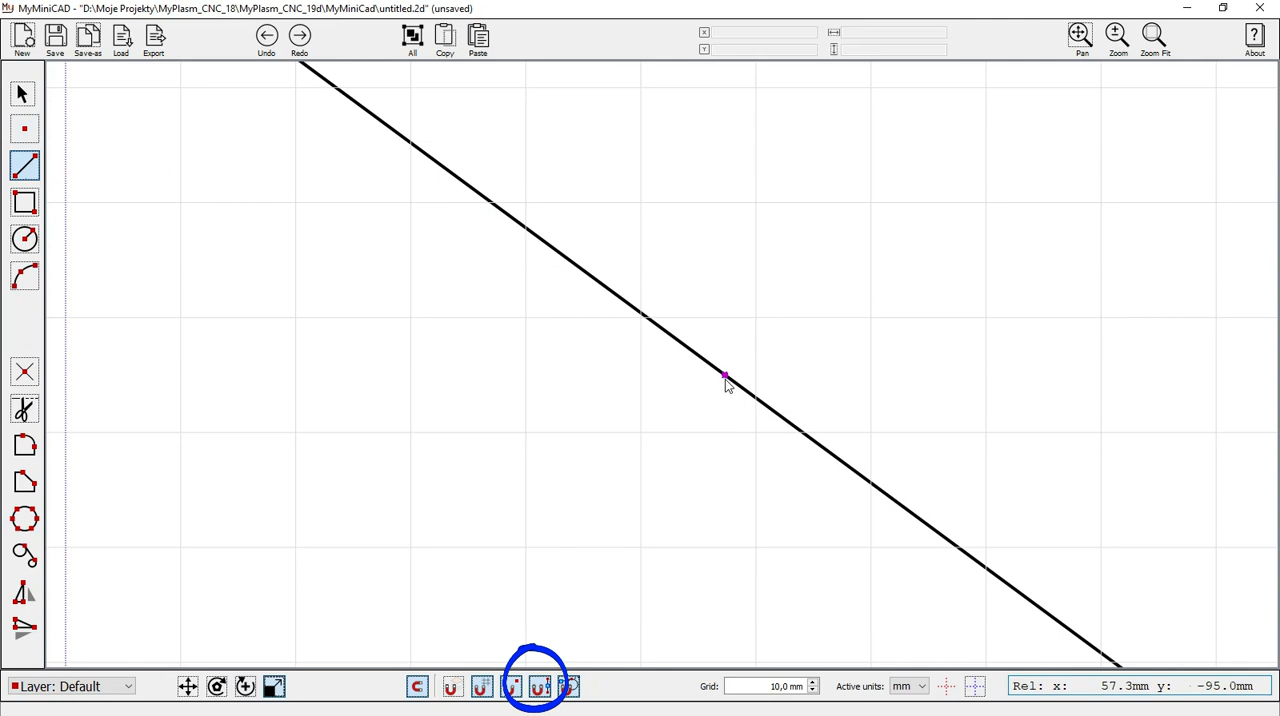 My MyMiniCAD - "D:\Moje Projekty\MyPlasm_CNC_18\MyPlasm_CNC_19d\MyMiniCad\untitled.2d" (unsaved)
New Save Save-as Load Export Undo Redo All Copy Paste X Y Pan Zoom Zoom Fit ? About
Layer: Default Grid: 10,0 mm Active units: mm Rel: x: 57.3mm y: -95.0mm